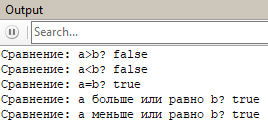 Output
Search...
Сравнение: a>b? false
Сравнение: a<b? false
Сравнение: a=b? true
Сравнение: a больше или равно b? true
Сравнение: a меньше или равно b? true